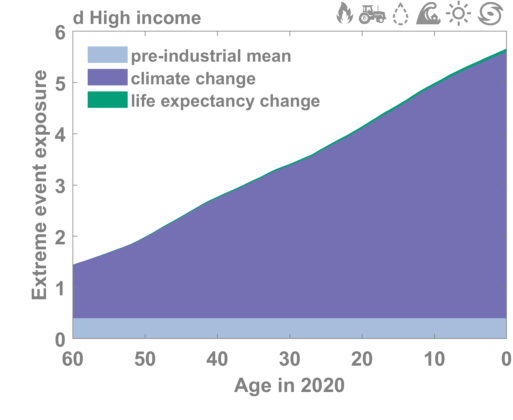 d High income
6
5
4
3
2
1
0
Extreme event exposure
pre-industrial mean
climate change
life expectancy change
60 50 40 30 20 10 0
Age in 2020